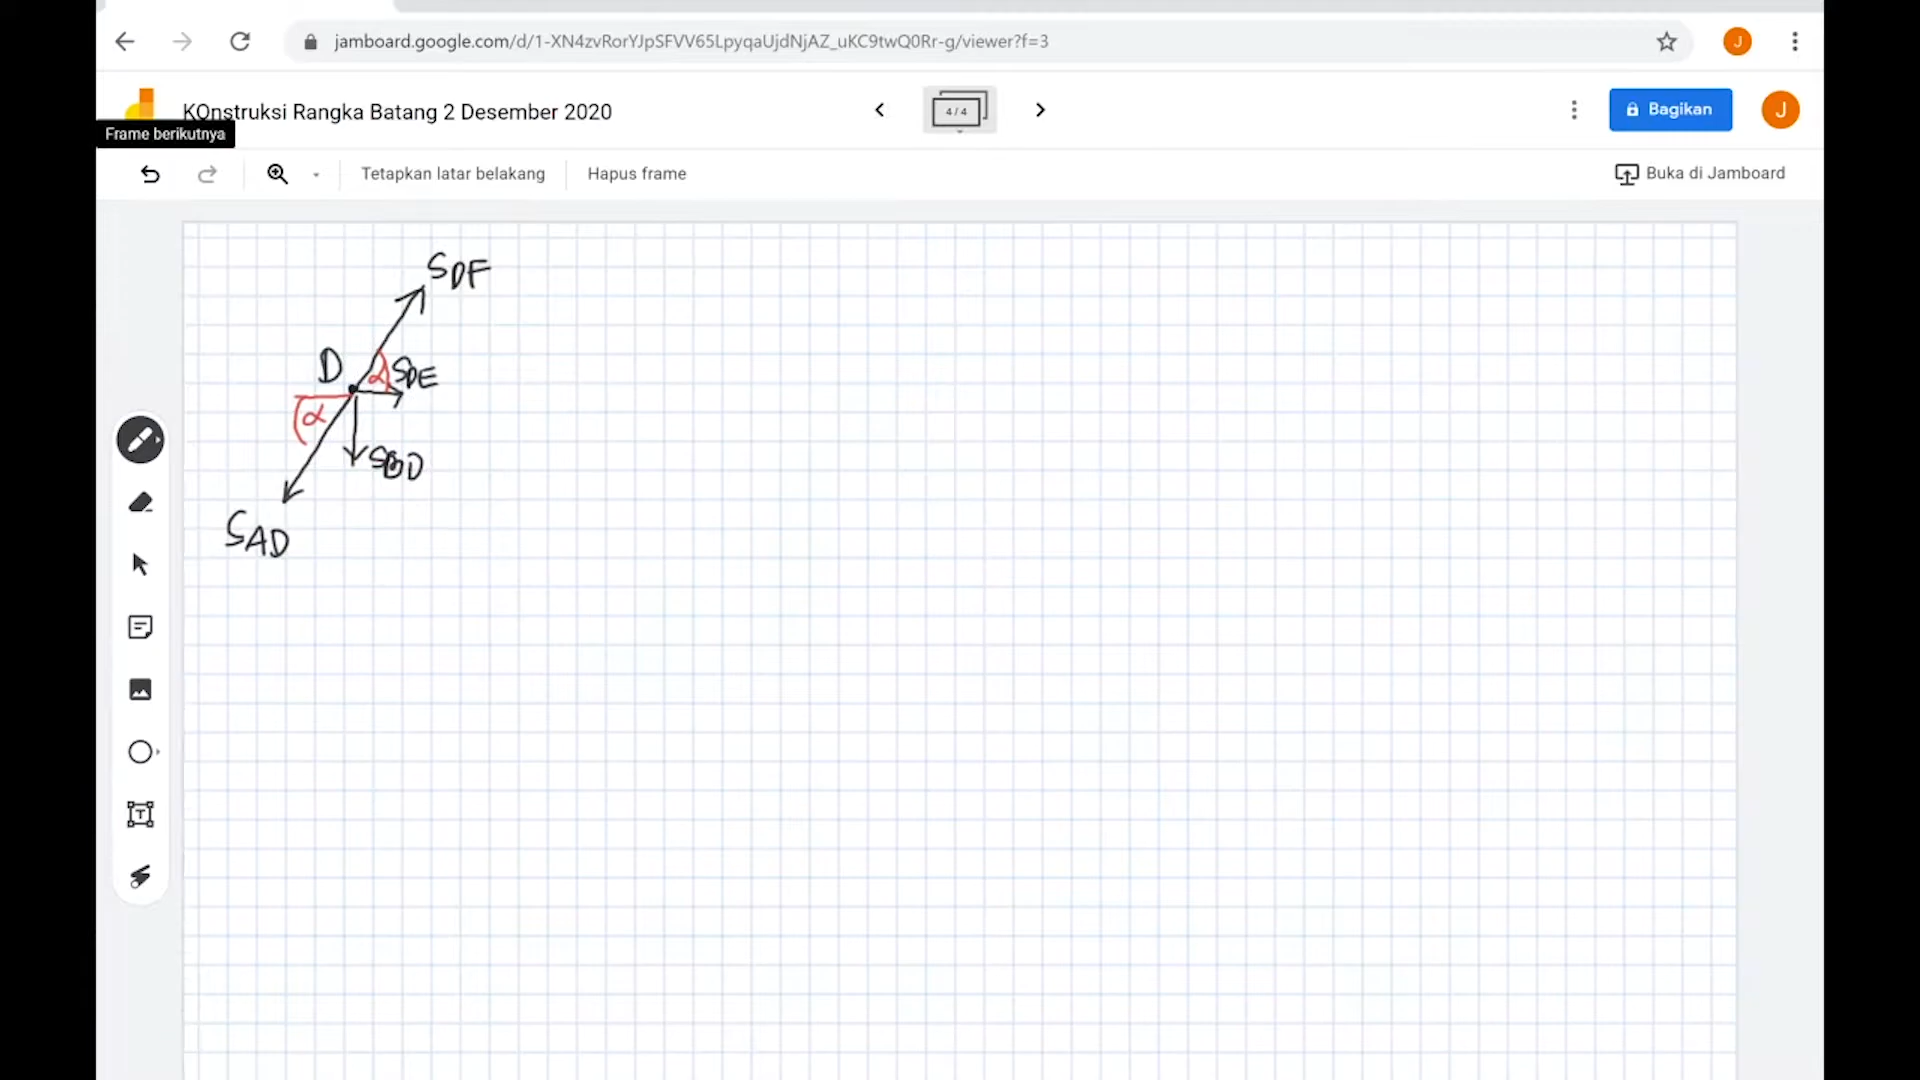 jamboard.google.com/d/1-XN4zvRorYJpSFVV65LpyqaUjdNjAZ_uKC9twQ0Rr-g/viewer?f=3
J
KOnstruksi Rangka Batang 2 Desember 2020
4 / 4
Bagikan
J
Frame berikutnya
Tetapkan latar belakang
Hapus frame
Buka di Jamboard
SDF
D
α
SDE
α
SBD
SAD